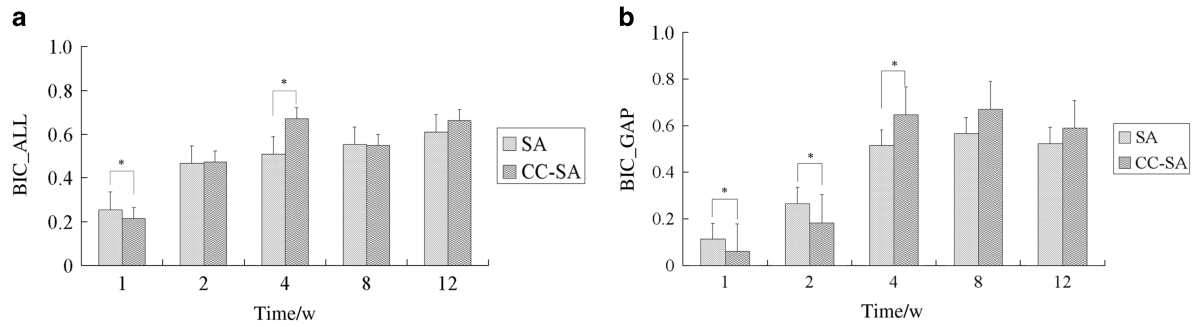 a
BIC_ALL
1.0
0.8
0.6
0.4
0.2
0
*
*
1 2 4 8 12
Time/w
SA
CC-SA
b
BIC_GAP
1.0
0.8
0.6
0.4
0.2
0
*
*
*
1 2 4 8 12
Time/w
SA
CC-SA